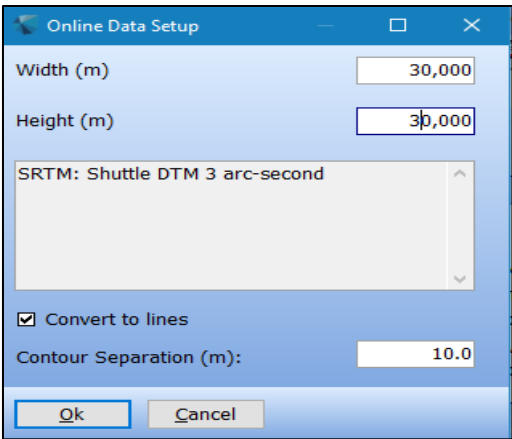 Online Data Setup
Width (m) 30,000
Height (m) 30,000
SRTM: Shuttle DTM 3 arc-second
Convert to lines
Contour Separation (m): 10.0
Ok Cancel